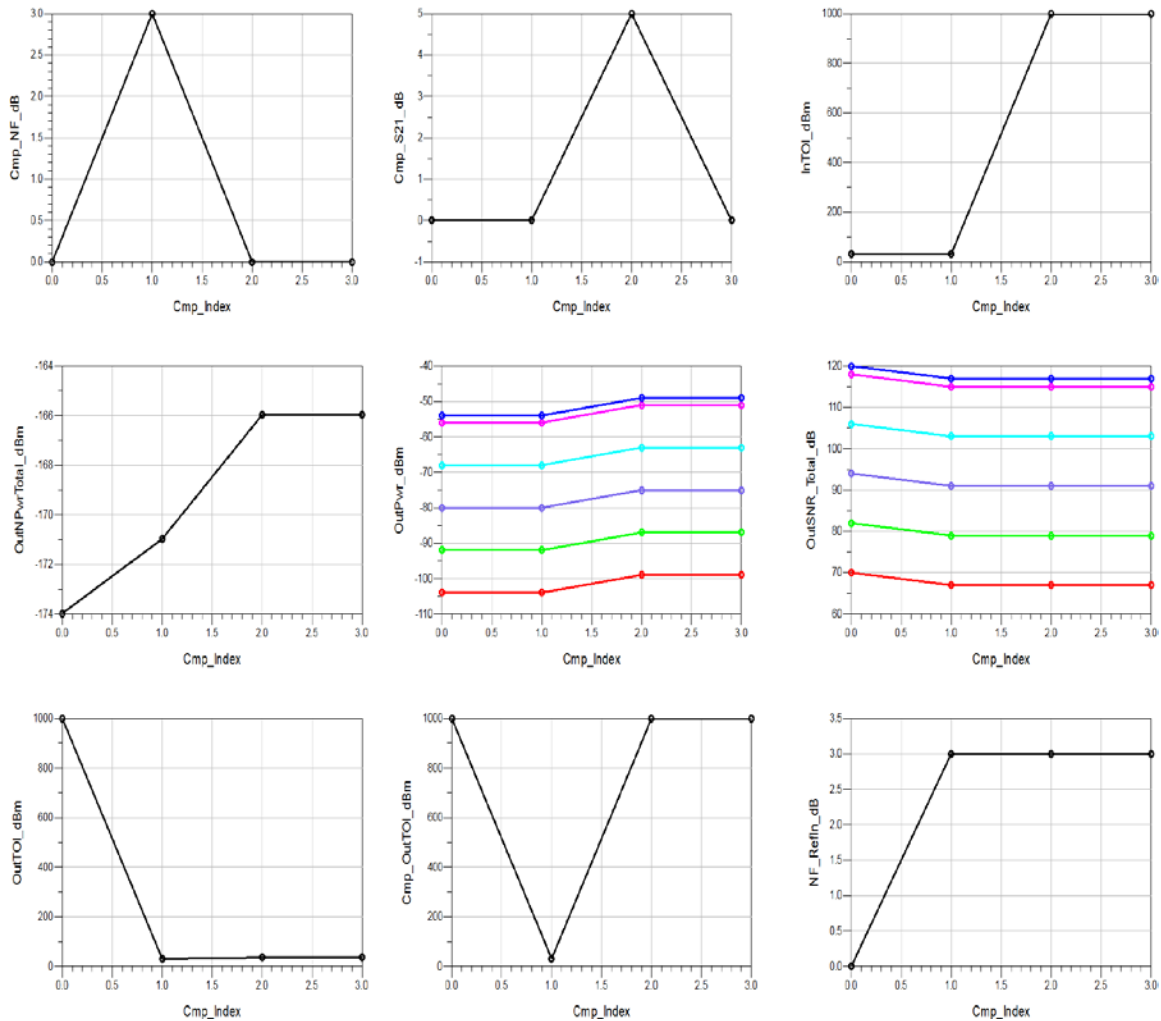 3.0
2.5
2.0
1.5
1.0
0.5
0.0
Cmp_NF_dB
0.0 0.5 1.0 1.5 2.0 2.5 3.0
Cmp_Index
5
4
3
2
1
0
-1
Cmp_S21_dB
0.0 0.5 1.0 1.5 2.0 2.5 3.0
Cmp_Index
1000
800
600
400
200
0
InTOI_dBm
0.0 0.5 1.0 1.5 2.0 2.5 3.0
Cmp_Index
-164
-166
-168
-170
-172
-174
OutNPwrTotal_dBm
0.0 0.5 1.0 1.5 2.0 2.5 3.0
Cmp_Index
-40
-50
-60
-70
-80
-90
-100
-110
OutPwr_dBm
0.0 0.5 1.0 1.5 2.0 2.5 3.0
Cmp_Index
120
110
100
90
80
70
60
OutSNR_Total_dB
0.0 0.5 1.0 1.5 2.0 2.5 3.0
Cmp_Index
1000
800
600
400
200
0
OutTOI_dBm
0.0 0.5 1.0 1.5 2.0 2.5 3.0
Cmp_Index
1000
800
600
400
200
0
Cmp_OutTOI_dBm
0.0 0.5 1.0 1.5 2.0 2.5 3.0
Cmp_Index
3.5
3.0
2.5
2.0
1.5
1.0
0.5
0.0
NF_RefIn_dB
0.0 0.5 1.0 1.5 2.0 2.5 3.0
Cmp_Index